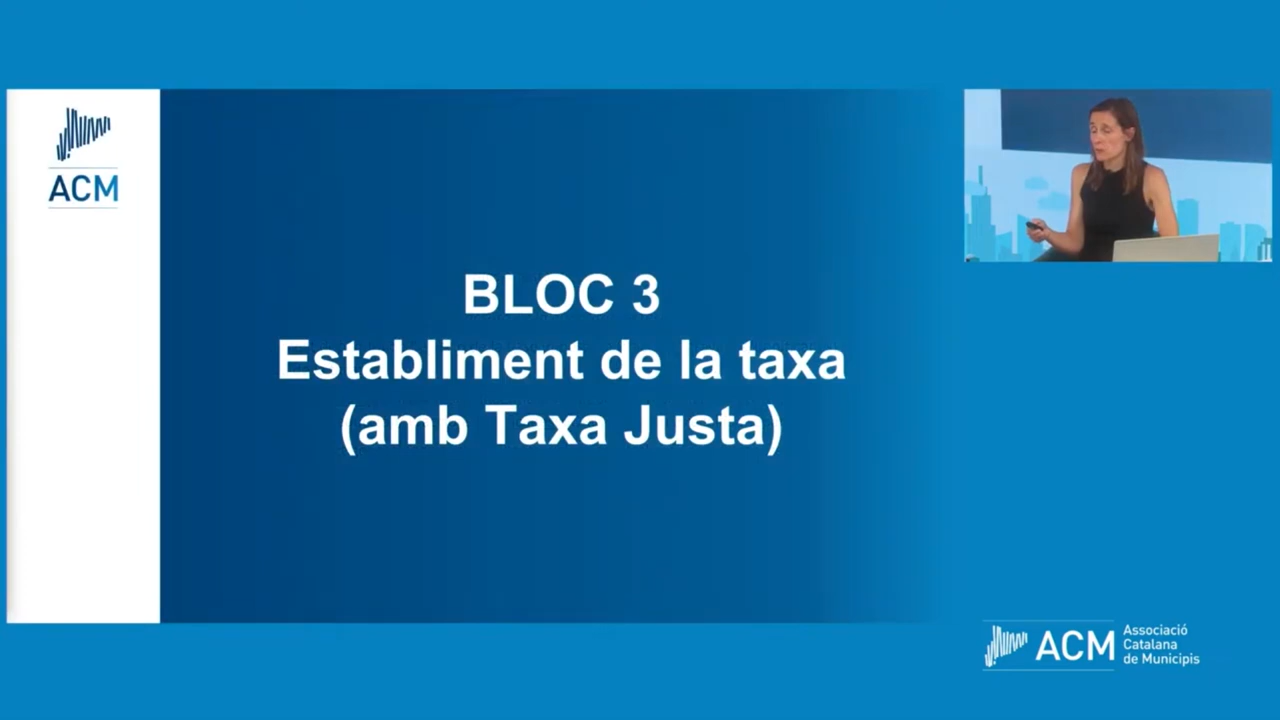 ACM
BLOC 3
Establiment de la taxa
(amb Taxa Justa)
ACM
Associació
Catalana
de Municipis